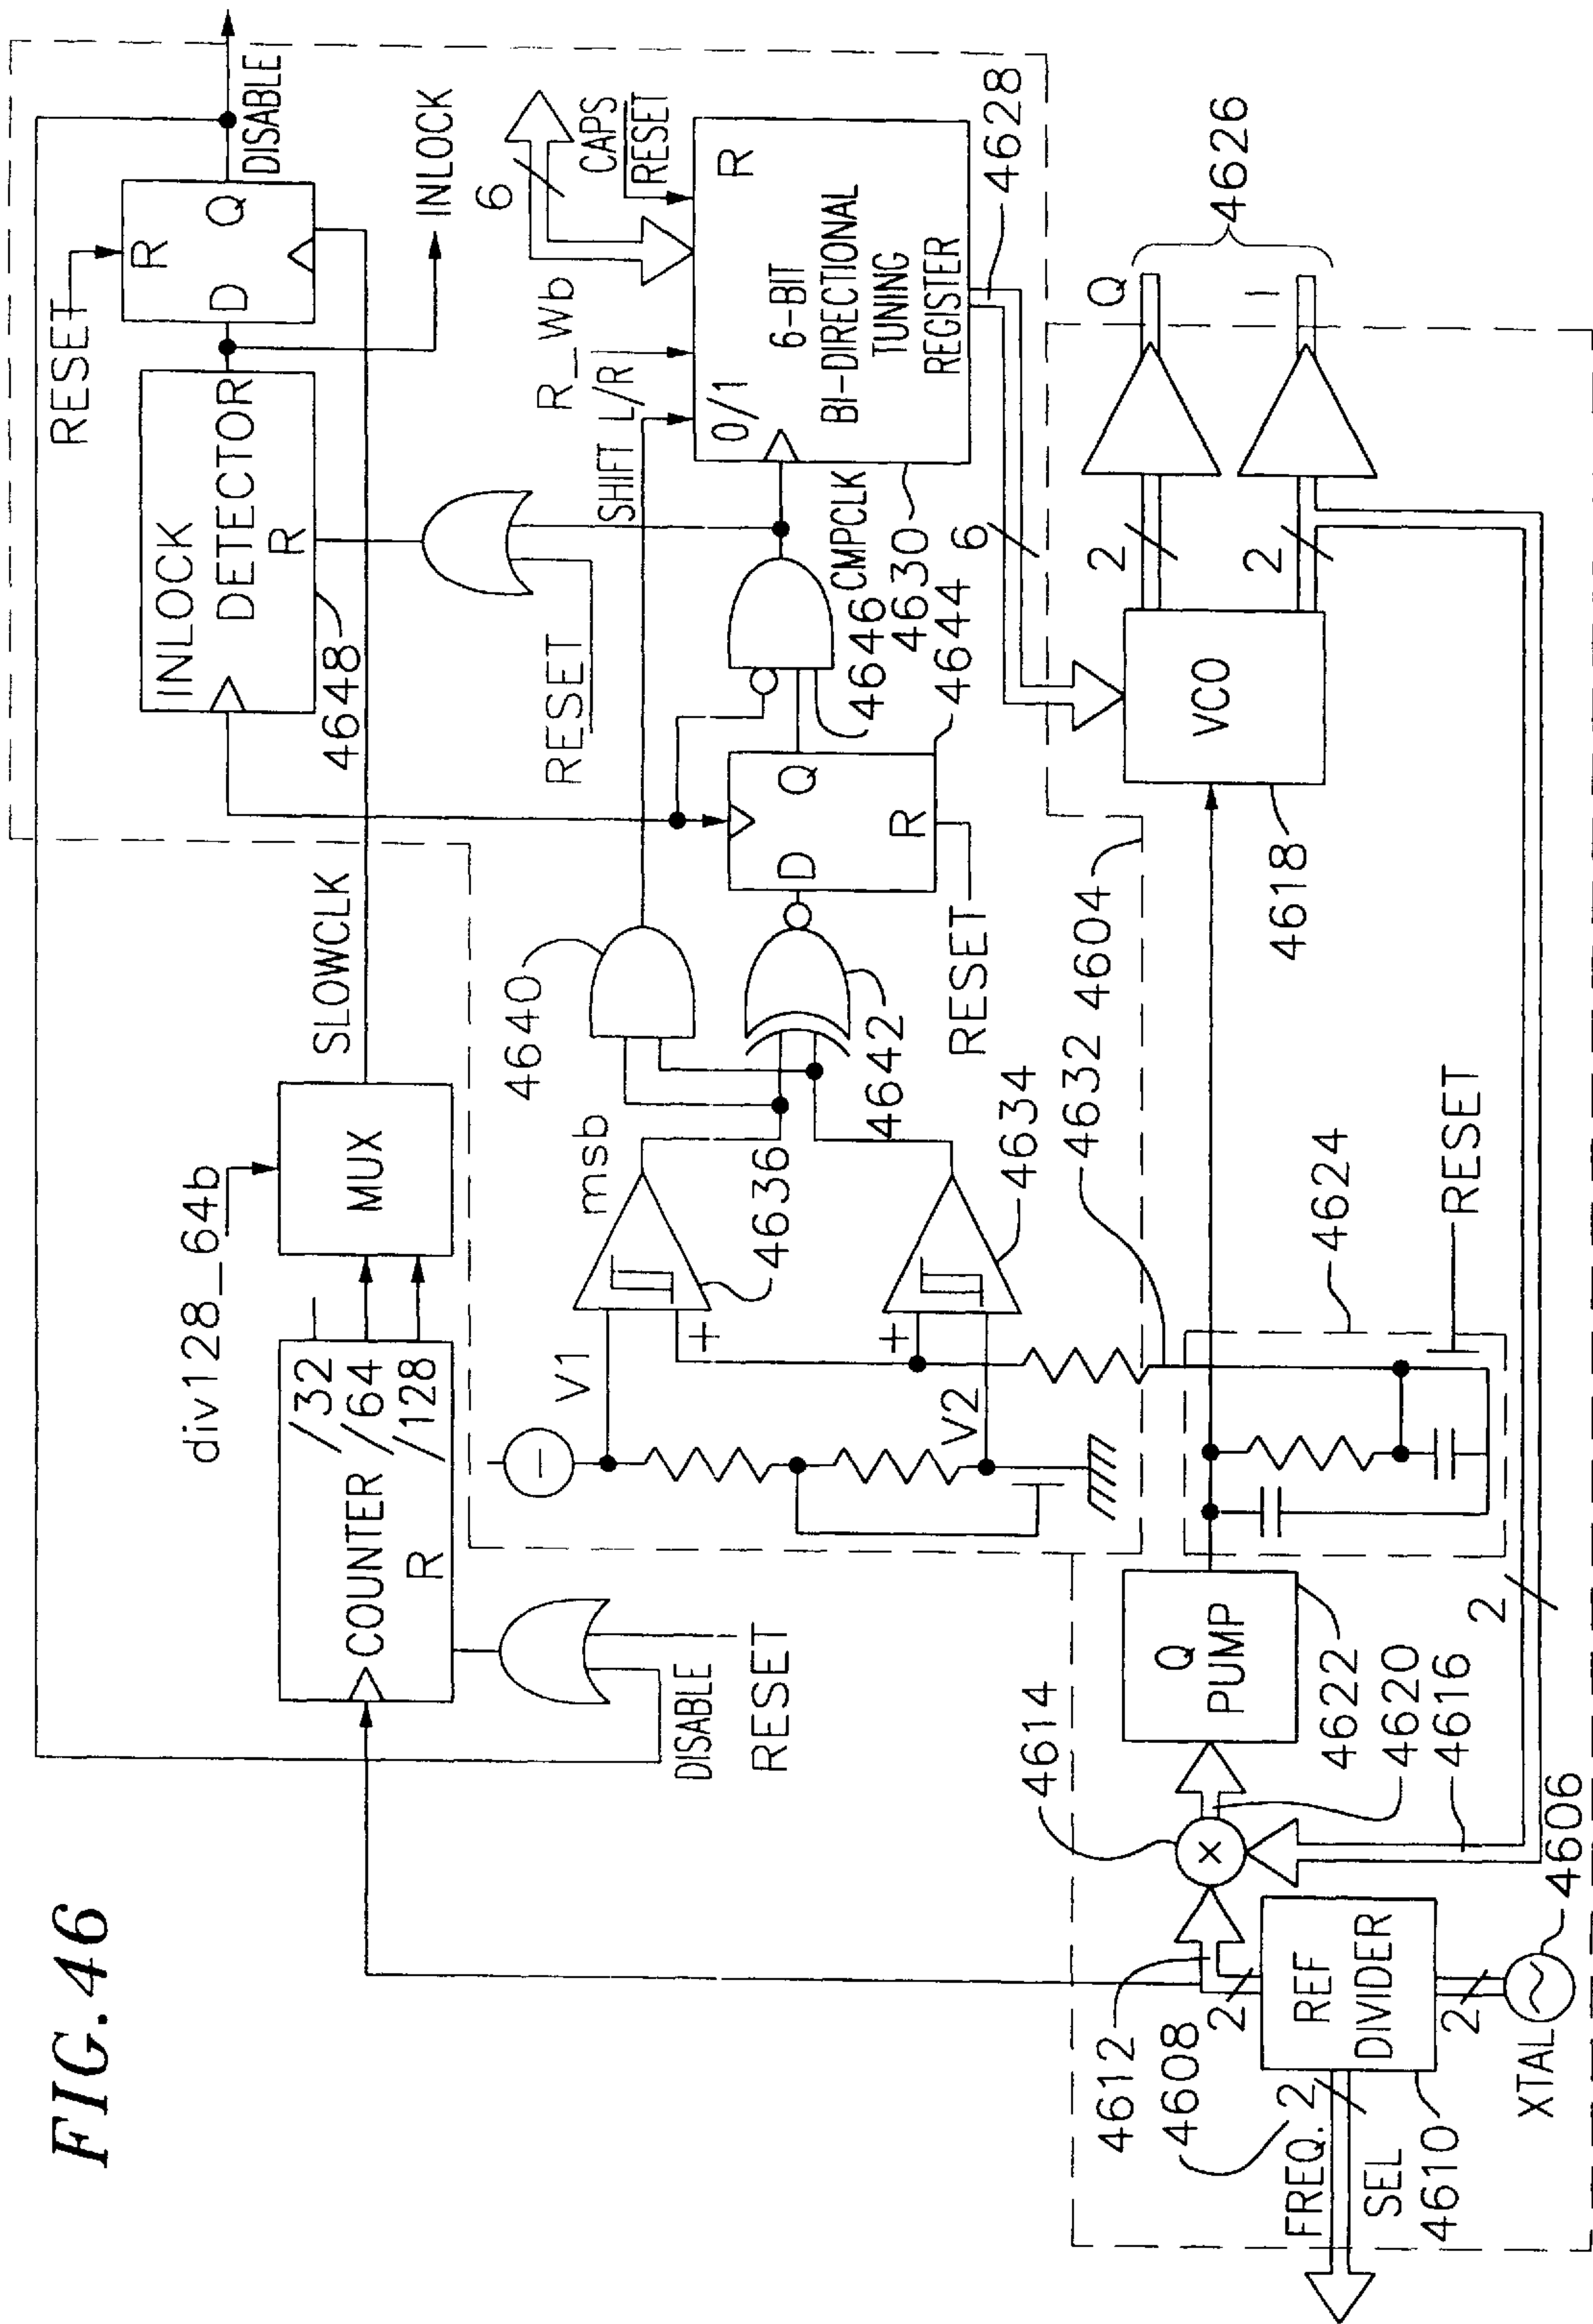 FIG. 46
RESET
R
D
Q
DISABLE
INLOCK
INLOCK
DETECTOR
R
4648
SLOWCLK
div128_64b
MUX
COUNTER
/32
/64
/128
R
DISABLE
RESET
RESET
6
CAPS
RESET
R_Wb
SHIFT L/R
0/1
R
6-BIT
BI-DIRECTIONAL
TUNING
REGISTER
4628
CMPCLK
4646
4630
4644
6
D
Q
R
RESET
4640
4642
msb
4636
4634
V1
+
+
V2
4632
4604
4624
RESET
Q
I
4626
2
2
VCO
4618
Q
PUMP
4622
4620
4616
2
4614
×
4612
4608
2
REF
DIVIDER
2
FREQ.
SEL
4610
2
XTAL
4606